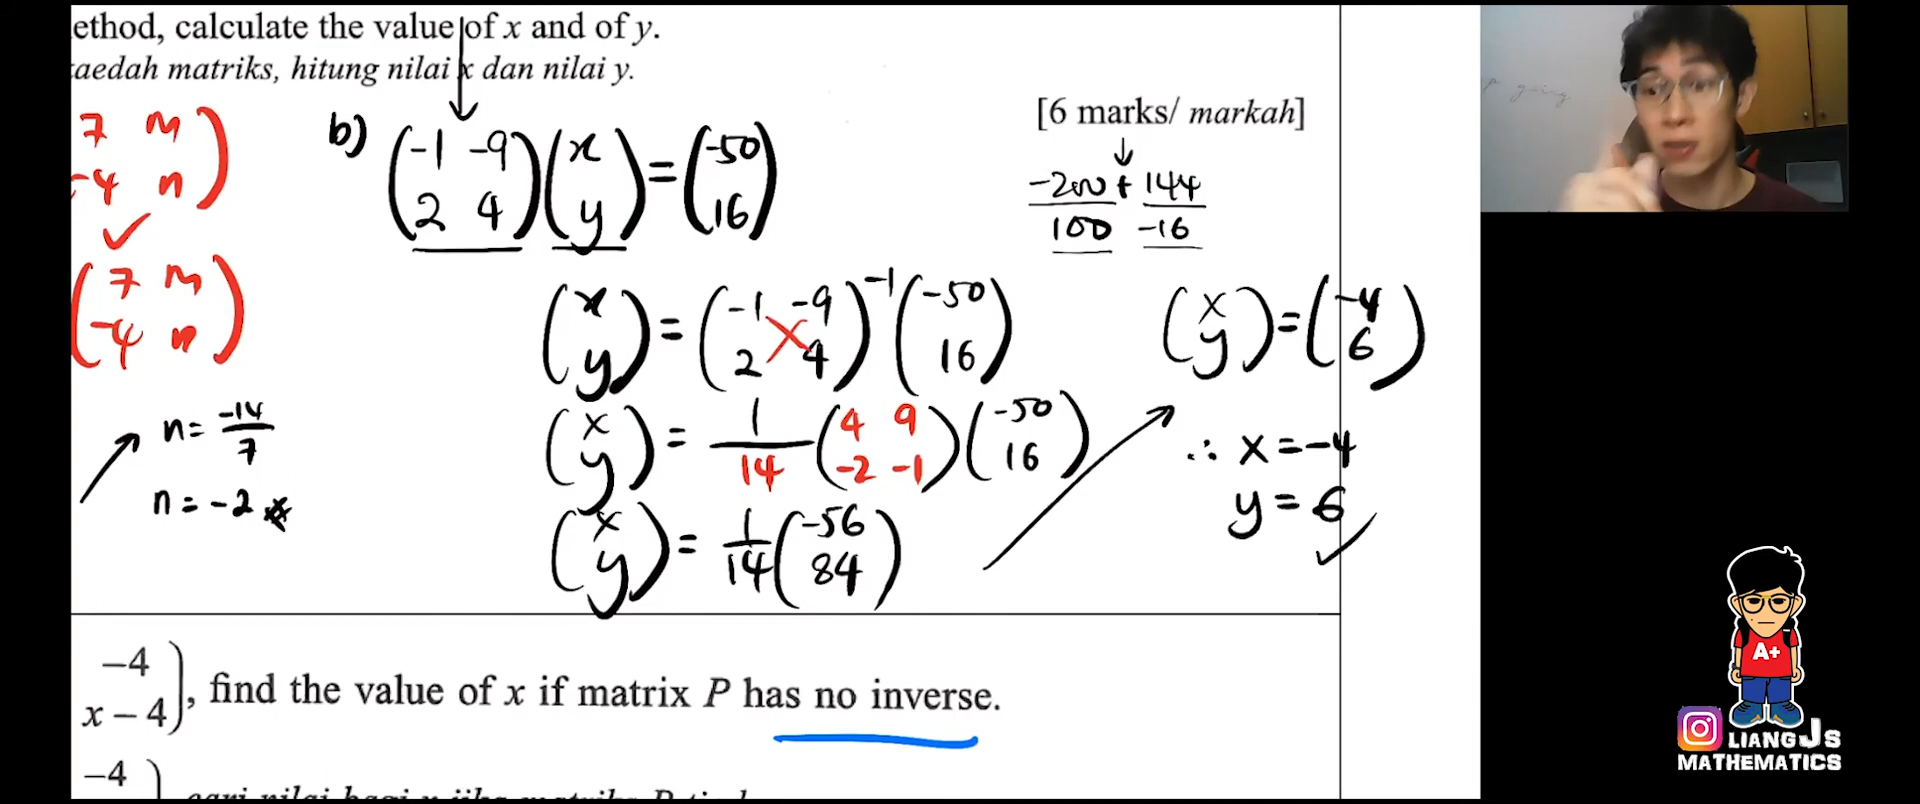 ethod, calculate the value of x and of y.
aedah matriks, hitung nilai x dan nilai y.
[6 marks/ markah]
7 m
-4 n
7 m
-4 n
n = -14/7
n = -2
b) (-1 -9) (x) = (-50)
(2 4) (y) (16)
-200 + 144
100 -16
(x) = (-1 -9)⁻¹ (-50)
(y) (2 4) (16)
(x) = 1/14 (4 9) (-50)
(y) (-2 -1) (16)
(x) = 1/14 (-56)
(y) (84)
(x) = (-4)
(y) (6)
∴ x = -4
y = 6
-4
x – 4 , find the value of x if matrix P has no inverse.
-4
A+
LIANGJS
MATHEMATICS